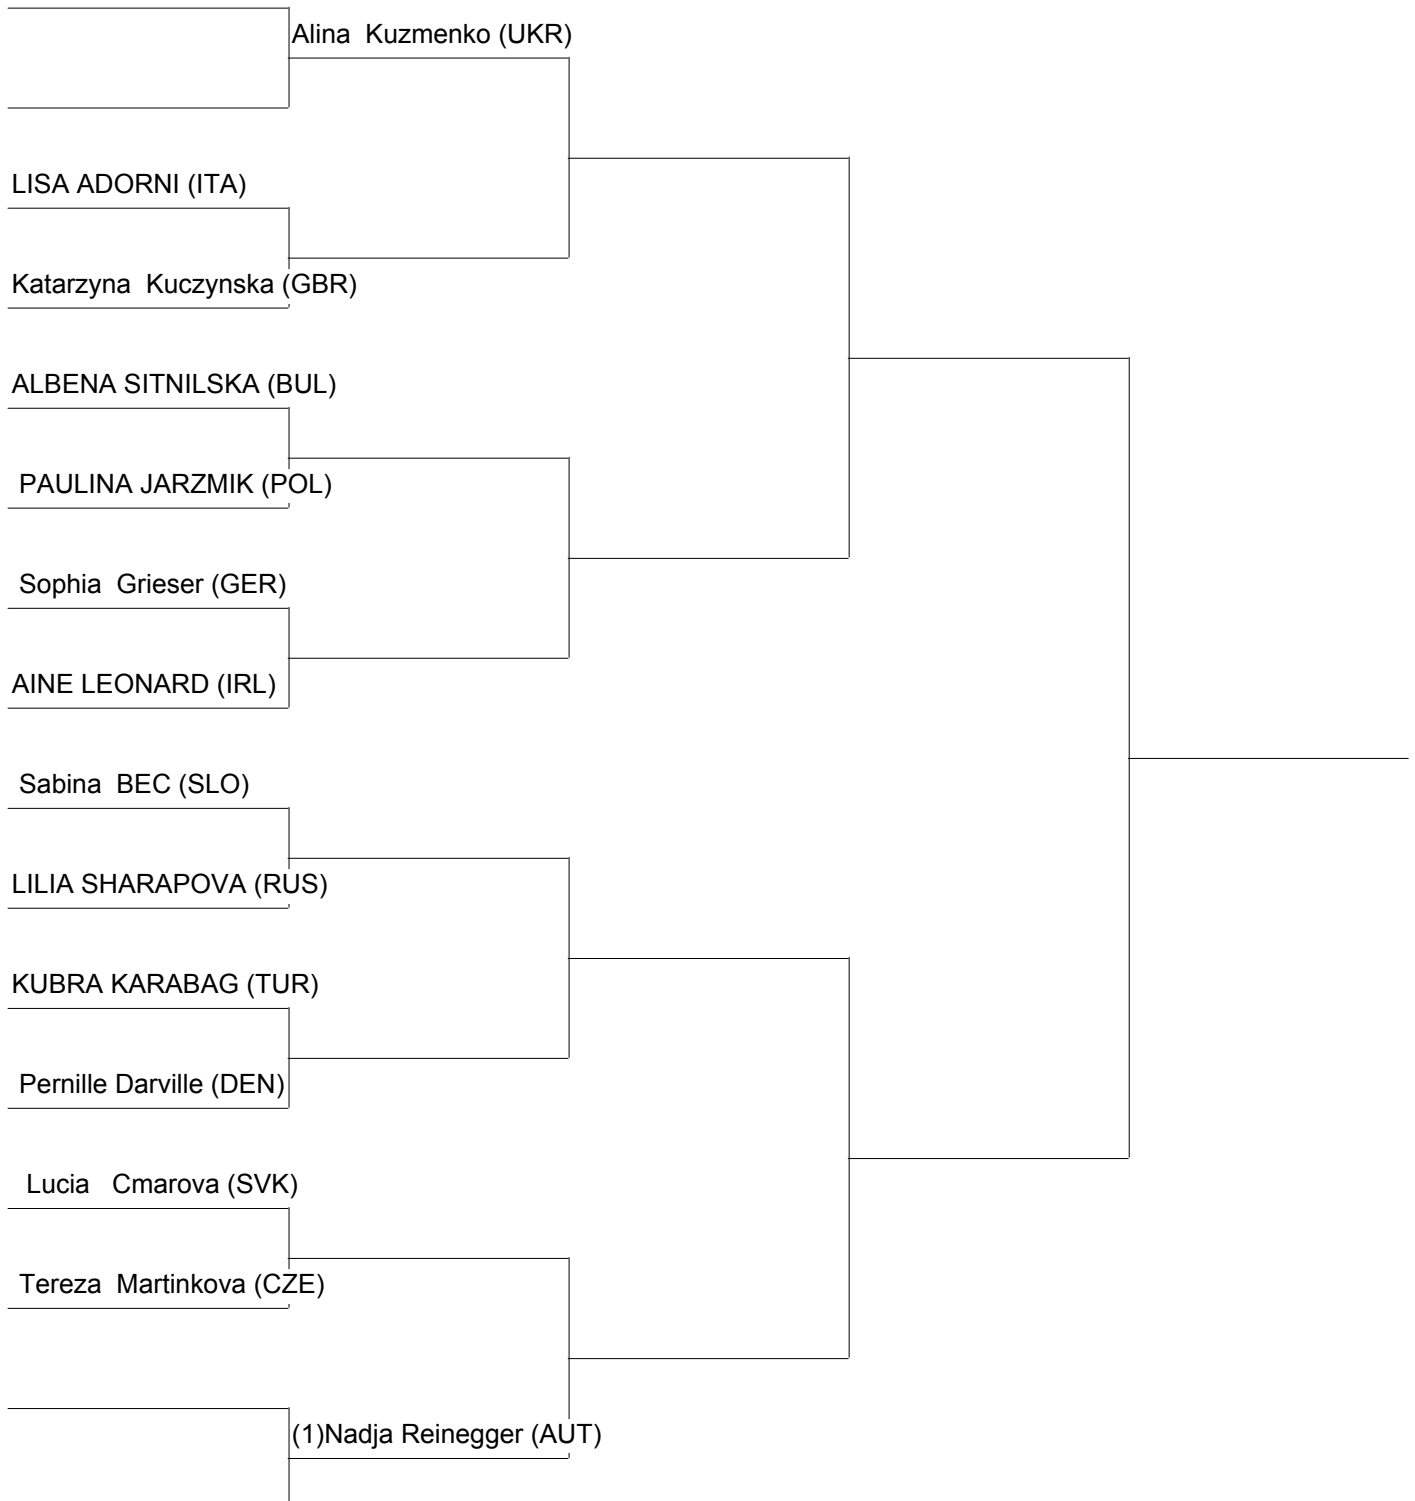 Alina  Kuzmenko (UKR)
LISA ADORNI (ITA)
Katarzyna  Kuczynska (GBR)
ALBENA SITNILSKA (BUL)
PAULINA JARZMIK (POL)
Sophia  Grieser (GER)
AINE LEONARD (IRL)
Sabina  BEC (SLO)
LILIA SHARAPOVA (RUS)
KUBRA KARABAG (TUR)
Pernille Darville (DEN)
Lucia   Cmarova (SVK)
Tereza  Martinkova (CZE)
(1)Nadja Reinegger (AUT)